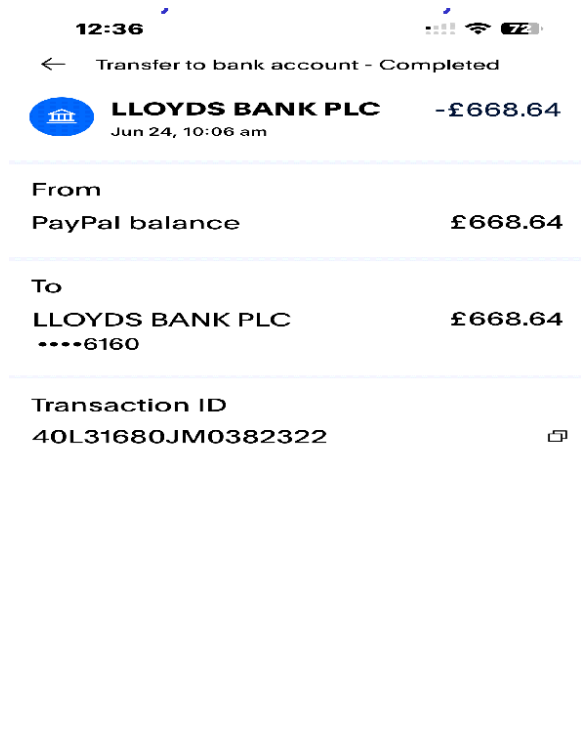 12:36
72
Transfer to bank account - Completed
LLOYDS BANK PLC -£668.64
Jun 24, 10:06 am
From
PayPal balance £668.64
To
LLOYDS BANK PLC £668.64
••••6160
Transaction ID
40L31680JM0382322